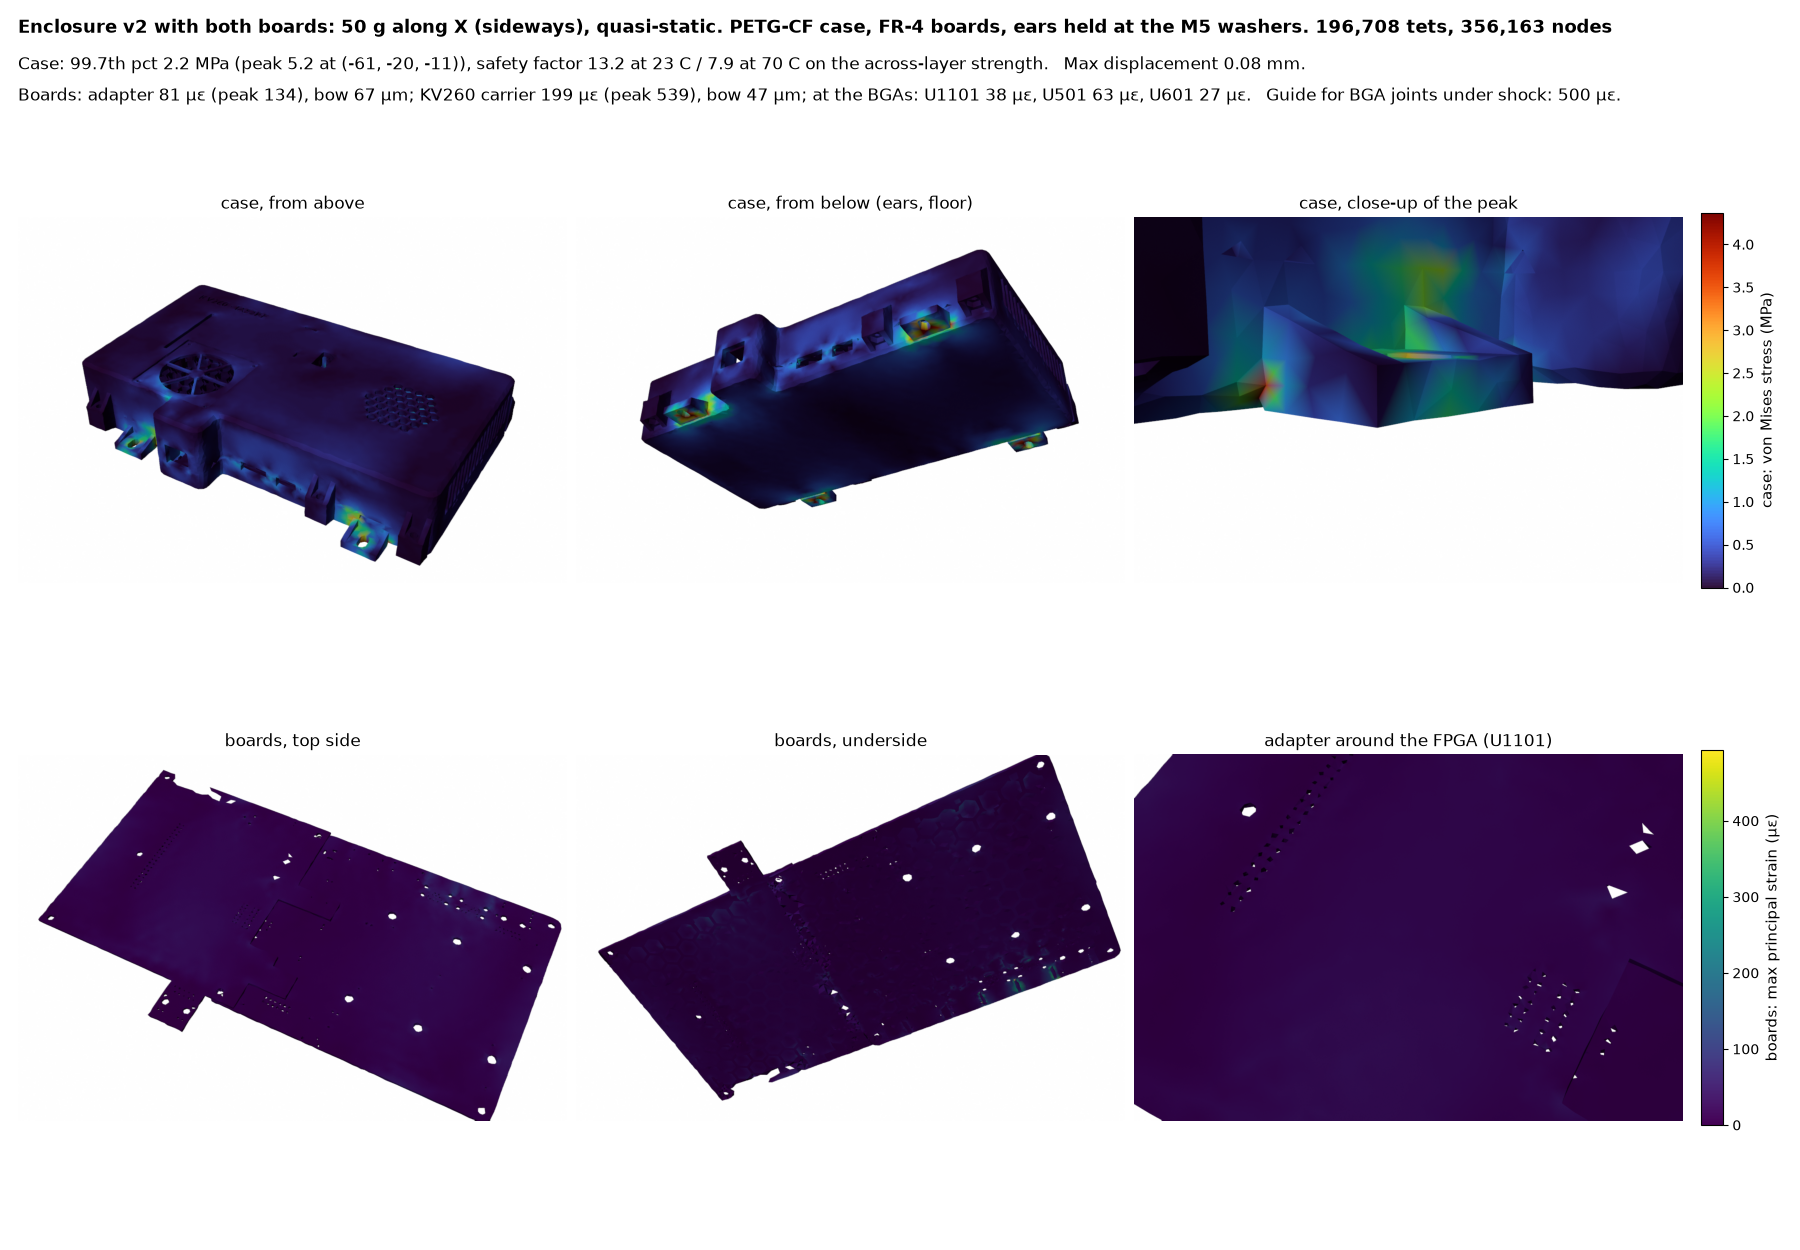 Enclosure v2 with both boards: 50 g along X (sideways), quasi-static. PETG-CF case, FR-4 boards, ears held at the M5 washers. 196,708 tets, 356,163 nodes
Case: 99.7th pct 2.2 MPa (peak 5.2 at (-61, -20, -11)), safety factor 13.2 at 23 C / 7.9 at 70 C on the across-layer strength.   Max displacement 0.08 mm.
Boards: adapter 81 µε (peak 134), bow 67 µm; KV260 carrier 199 µε (peak 539), bow 47 µm; at the BGAs: U1101 38 µε, U501 63 µε, U601 27 µε.   Guide for BGA joints under shock: 500 µε.
case, from above
case, from below (ears, floor)
case, close-up of the peak
4.0
3.5
3.0
2.5
2.0
1.5
1.0
0.5
0.0
case: von Mises stress (MPa)
boards, top side
boards, underside
adapter around the FPGA (U1101)
400
300
200
100
0
boards: max principal strain (µε)